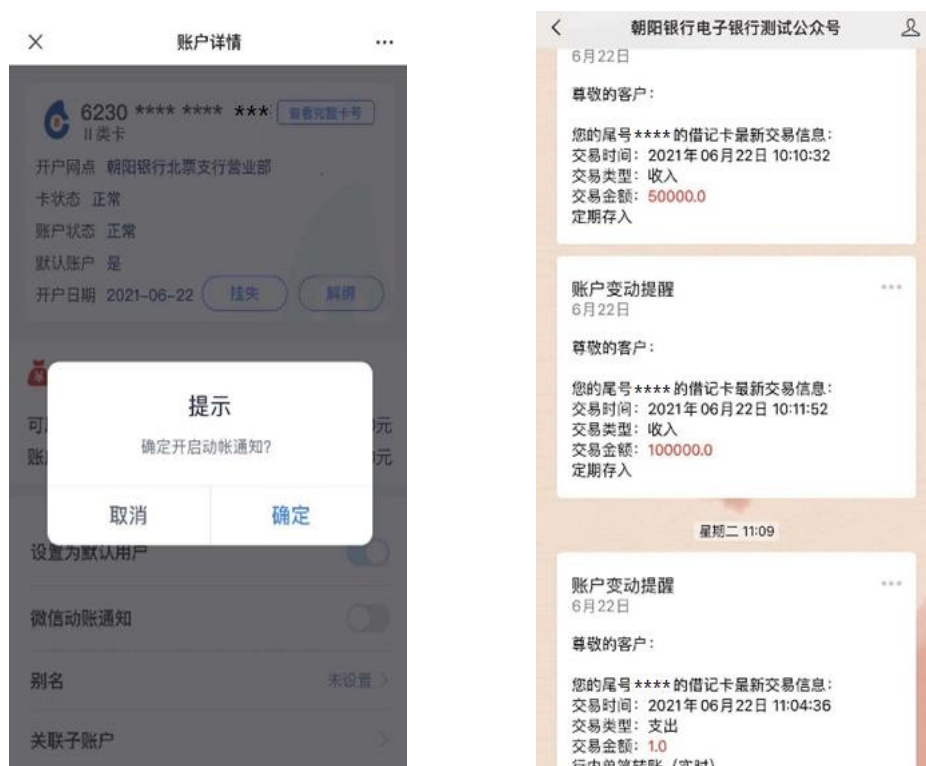 账户详情
6230 **** **** *** 查看完整卡号
II类卡
开户网点 朝阳银行北票支行营业部
卡状态 正常
账户状态 正常
默认账户 是
开户日期 2021-06-22 挂失 解绑
可
元
账
元
提示
确定开启动帐通知?
取消 确定
设置为默认用户
微信动账通知
别名 未设置
关联子账户
朝阳银行电子银行测试公众号
6月22日
尊敬的客户:
您的尾号****的借记卡最新交易信息:
交易时间: 2021年06月22日 10:10:32
交易类型: 收入
交易金额: 50000.0
定期存入
账户变动提醒
6月22日
尊敬的客户:
您的尾号****的借记卡最新交易信息:
交易时间: 2021年06月22日 10:11:52
交易类型: 收入
交易金额: 100000.0
定期存入
星期二 11:09
账户变动提醒
6月22日
尊敬的客户:
您的尾号****的借记卡最新交易信息:
交易时间: 2021年06月22日 11:04:36
交易类型: 支出
交易金额: 1.0
行内单笔转账 (实时)